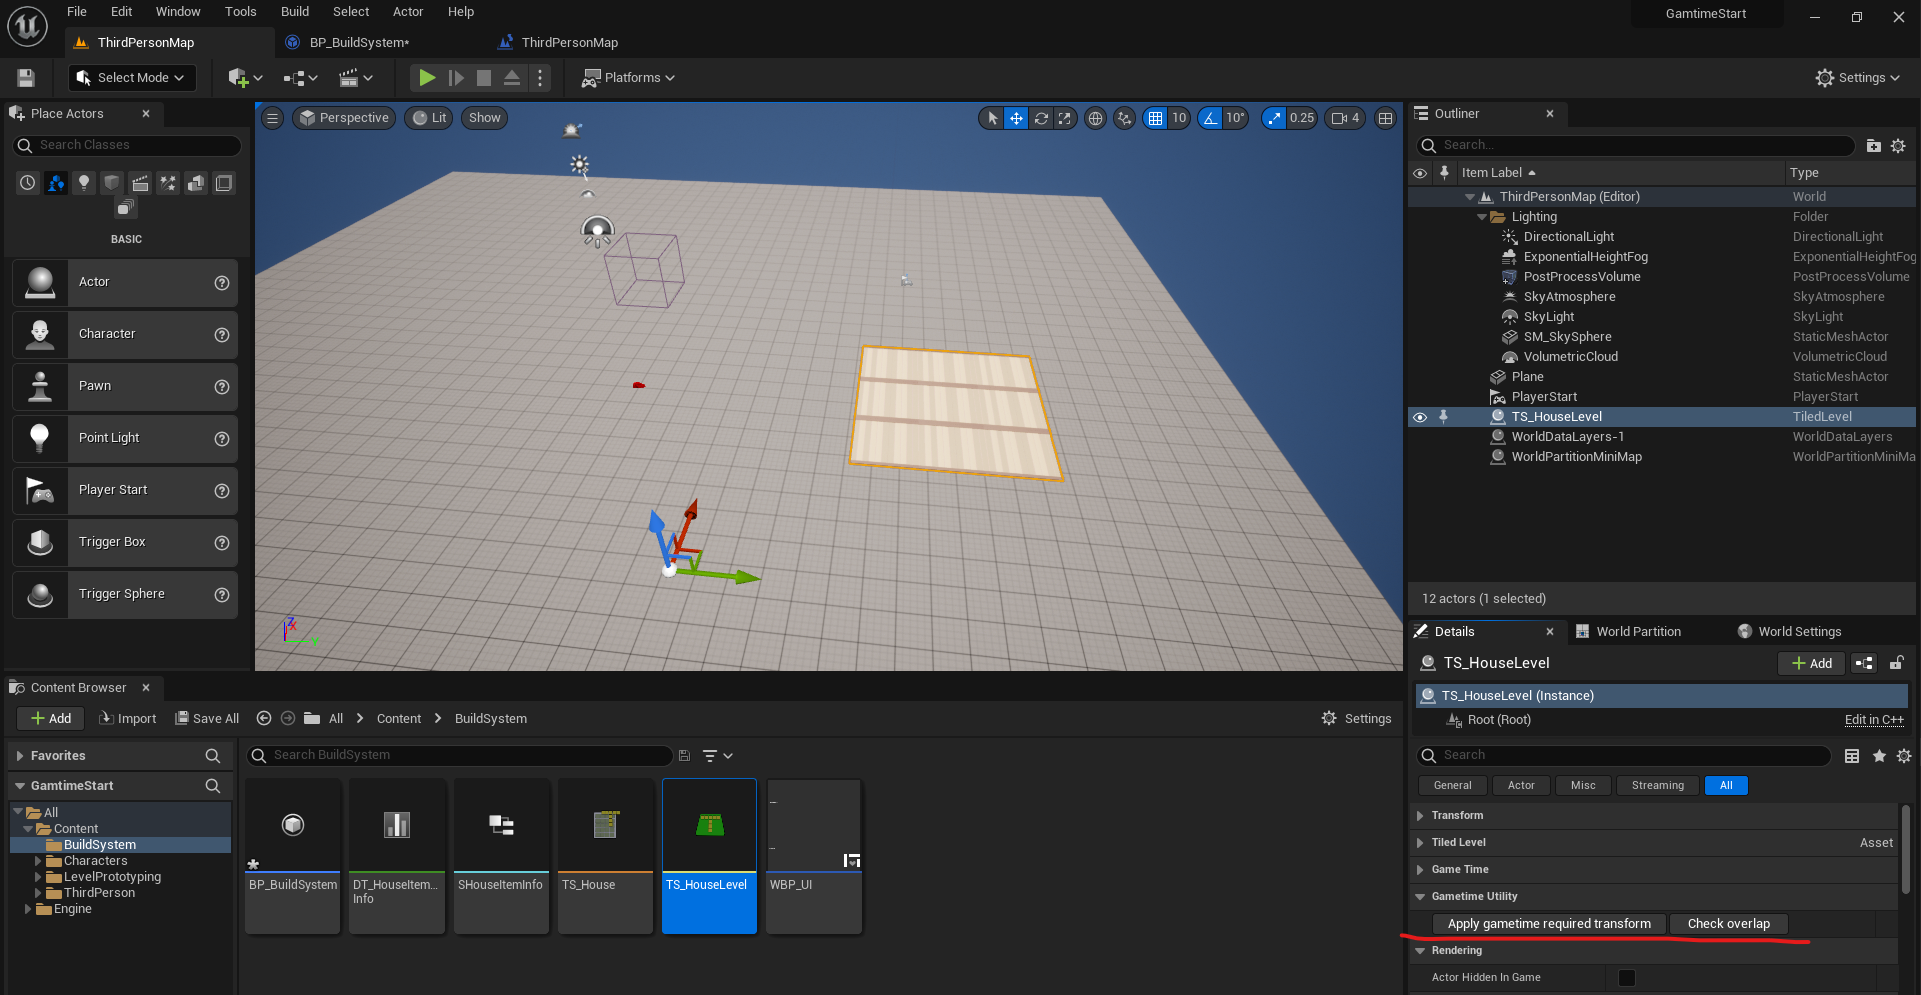 File Edit Window Tools Build Select Actor Help
GamtimeStart
ThirdPersonMap BP_BuildSystem* ThirdPersonMap
Select Mode Platforms Settings
Place Actors
Search Classes
BASIC
Actor
Character
Pawn
Point Light
Player Start
Trigger Box
Trigger Sphere
Perspective Lit Show 10 10° 0.25 4
Z X Y
Outliner
Search...
Item Label Type
ThirdPersonMap (Editor) World
Lighting Folder
DirectionalLight DirectionalLight
ExponentialHeightFog ExponentialHeightFog
PostProcessVolume PostProcessVolume
SkyAtmosphere SkyAtmosphere
SkyLight SkyLight
SM_SkySphere StaticMeshActor
VolumetricCloud VolumetricCloud
Plane StaticMeshActor
PlayerStart PlayerStart
TS_HouseLevel TiledLevel
WorldDataLayers-1 WorldDataLayers
WorldPartitionMiniMap WorldPartitionMiniMa
12 actors (1 selected)
Details World Partition World Settings
TS_HouseLevel Add
TS_HouseLevel (Instance)
Root (Root) Edit in C++
Search
General Actor Misc Streaming All
Transform
Tiled Level Asset
Game Time
Gametime Utility
Apply gametime required transform Check overlap
Rendering
Actor Hidden In Game
Content Browser
Add Import Save All All Content BuildSystem Settings
Favorites
GamtimeStart
All
Content
BuildSystem
Characters
LevelPrototyping
ThirdPerson
Engine
Search BuildSystem
BP_BuildSystem DT_HouseItem... SHouseItemInfo TS_House TS_HouseLevel WBP_UI
Info